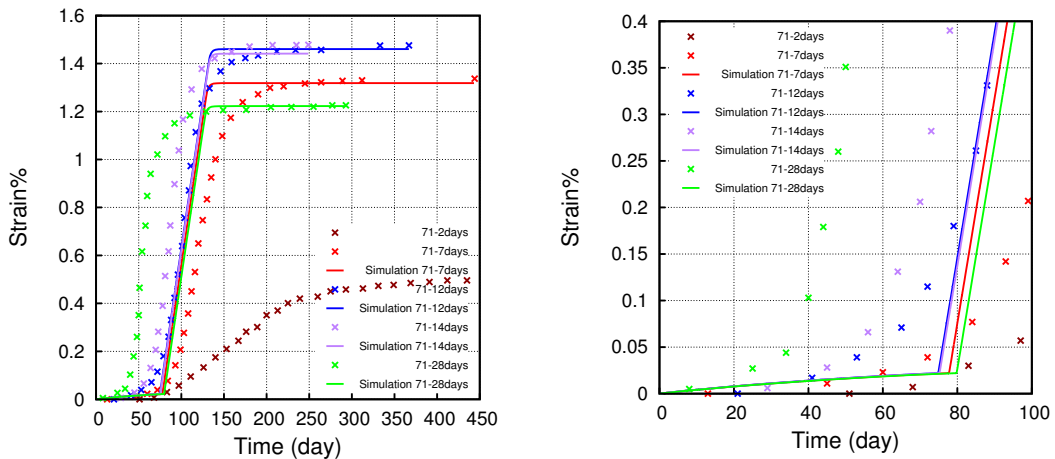 1.6
1.4
1.2
1
0.8
0.6
0.4
0.2
0
Strain%
71-2days
71-7days
Simulation 71-7days
71-12days
Simulation 71-12days
71-14days
Simulation 71-14days
71-28days
Simulation 71-28days
0 50 100 150 200 250 300 350 400 450
Time (day)
0.4
0.35
0.3
0.25
0.2
0.15
0.1
0.05
0
Strain%
71-2days
71-7days
Simulation 71-7days
71-12days
Simulation 71-12days
71-14days
Simulation 71-14days
71-28days
Simulation 71-28days
0 20 40 60 80 100
Time (day)